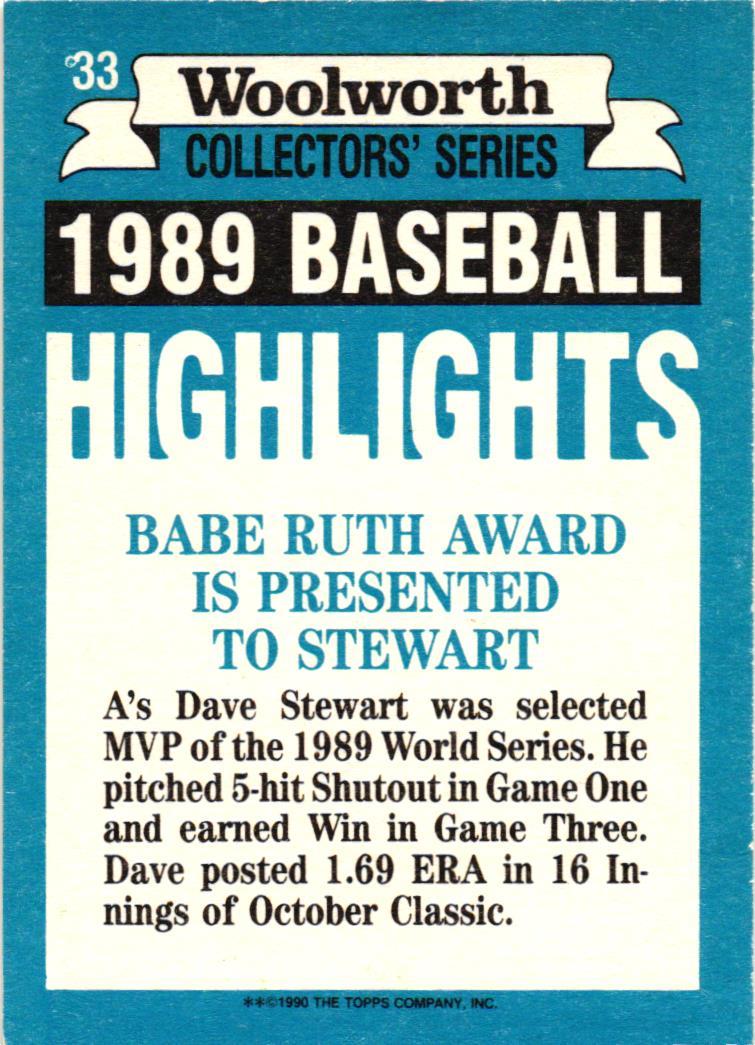 33
Woolworth
COLLECTORS' SERIES
1989 BASEBALL
HIGHLIGHTS
BABE RUTH AWARD
IS PRESENTED
TO STEWART
A's Dave Stewart was selected
MVP of the 1989 World Series. He
pitched 5-hit Shutout in Game One
and earned Win in Game Three.
Dave posted 1.69 ERA in 16 In-
nings of October Classic.
**©1990 THE TOPPS COMPANY, INC.